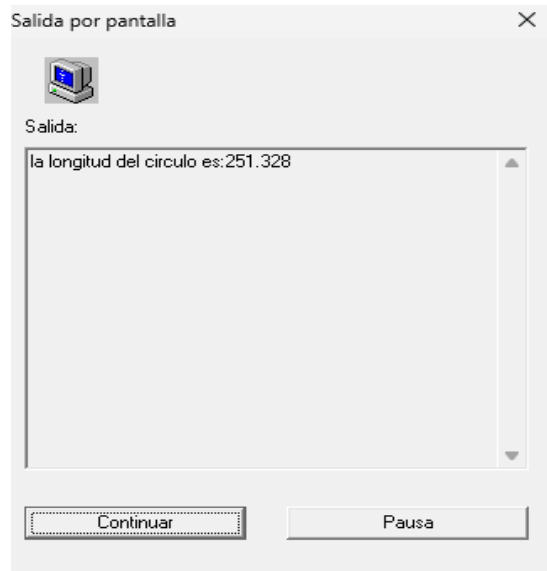 Salida por pantalla
Salida:
la longitud del circulo es:251.328
Continuar
Pausa